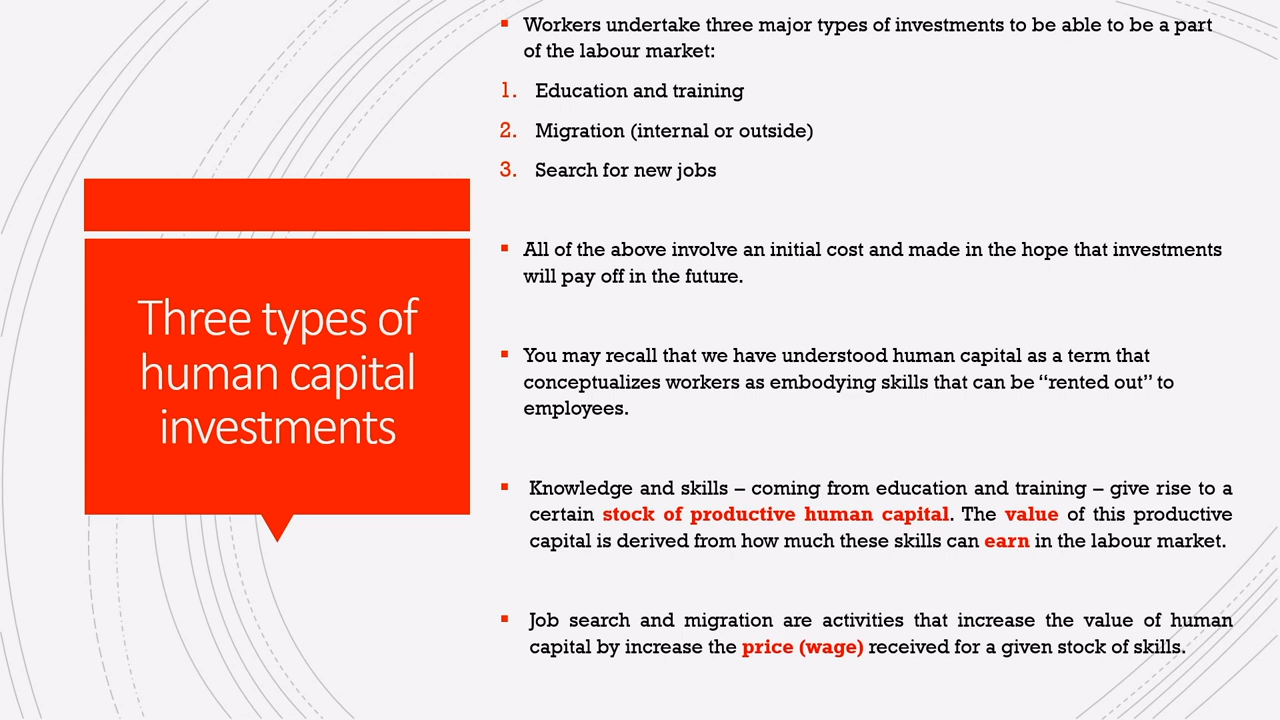 Three types of
human capital
investments
▪ Workers undertake three major types of investments to be able to be a part
of the labour market:
1. Education and training
2. Migration (internal or outside)
3. Search for new jobs
▪ All of the above involve an initial cost and made in the hope that investments
will pay off in the future.
▪ You may recall that we have understood human capital as a term that
conceptualizes workers as embodying skills that can be “rented out” to
employees.
▪ Knowledge and skills – coming from education and training – give rise to a
certain stock of productive human capital. The value of this productive
capital is derived from how much these skills can earn in the labour market.
▪ Job search and migration are activities that increase the value of human
capital by increase the price (wage) received for a given stock of skills.